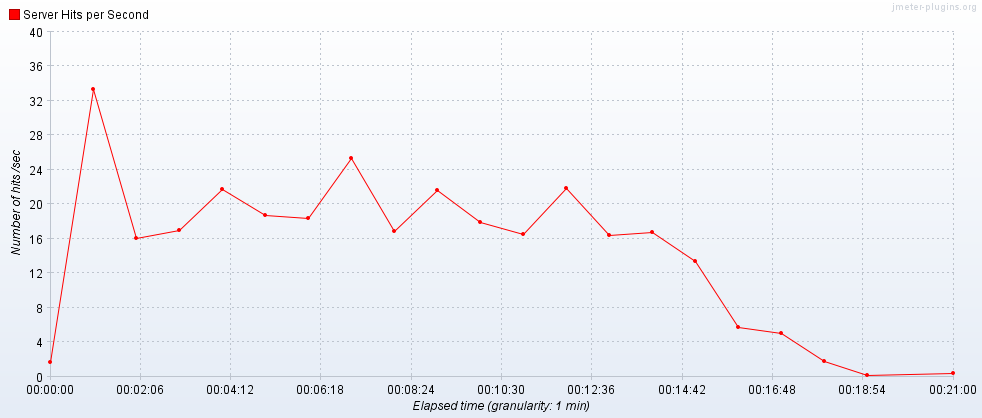 jmeter-plugins.org
Server Hits per Second
40
36
32
28
24
20
16
12
8
4
0
Number of hits /sec
00:00:00 00:02:06 00:04:12 00:06:18 00:08:24 00:10:30 00:12:36 00:14:42 00:16:48 00:18:54 00:21:00
Elapsed time (granularity: 1 min)